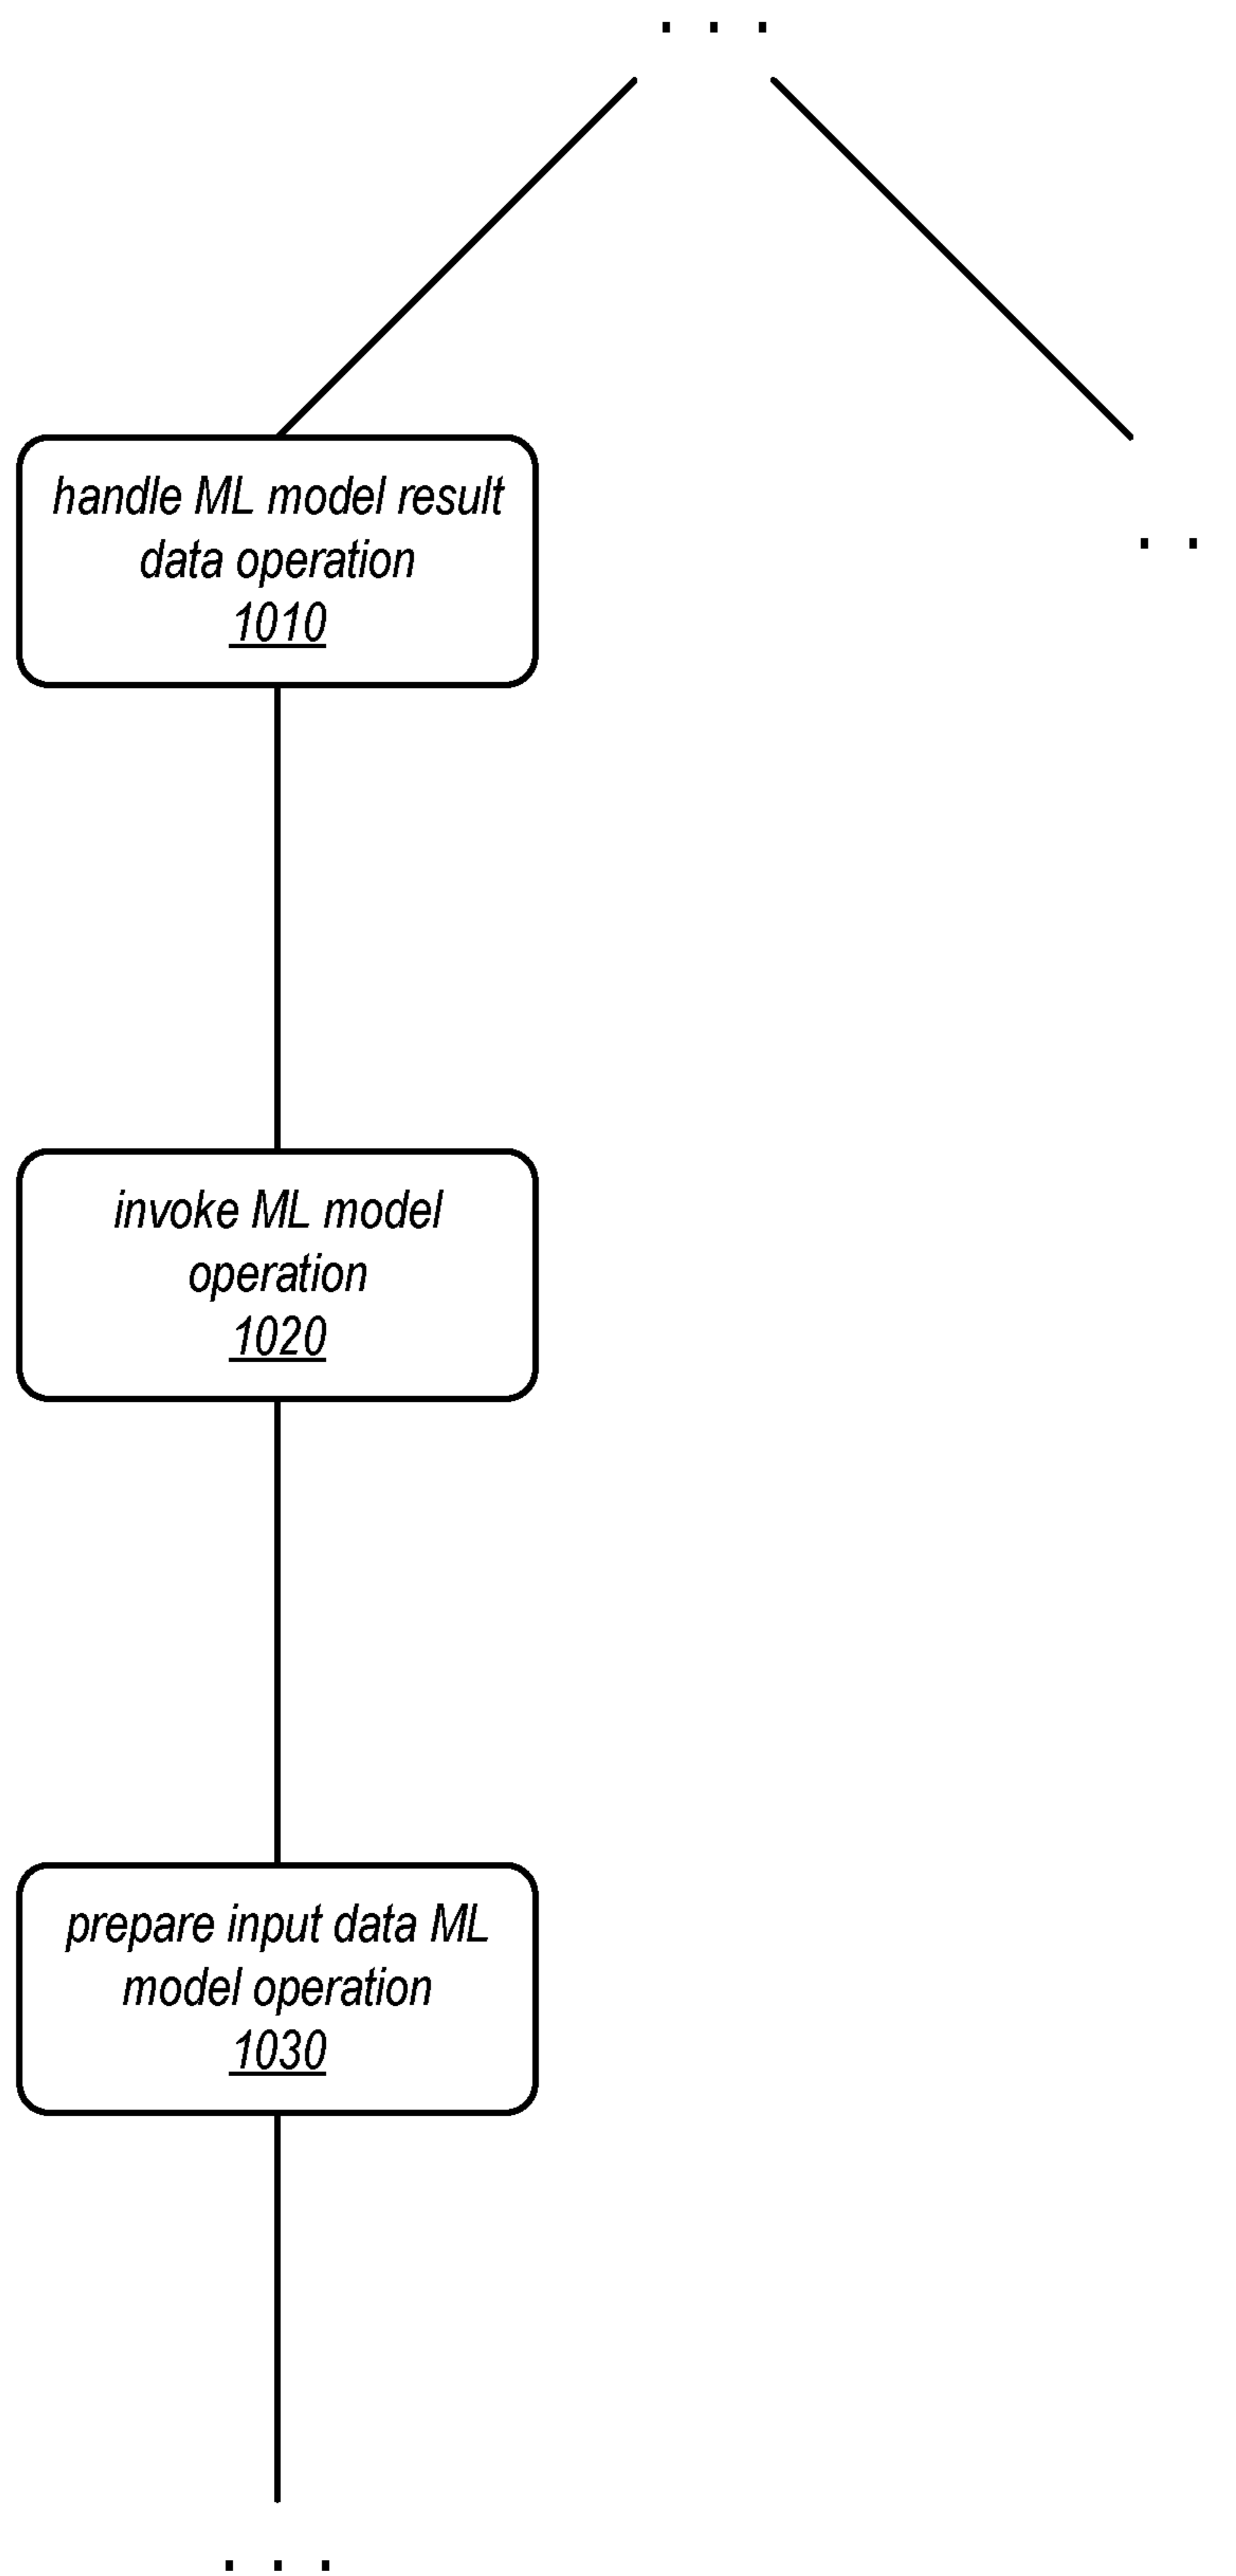 . . .
handle ML model result
data operation
1010
. .
invoke ML model
operation
1020
prepare input data ML
model operation
1030
. . .